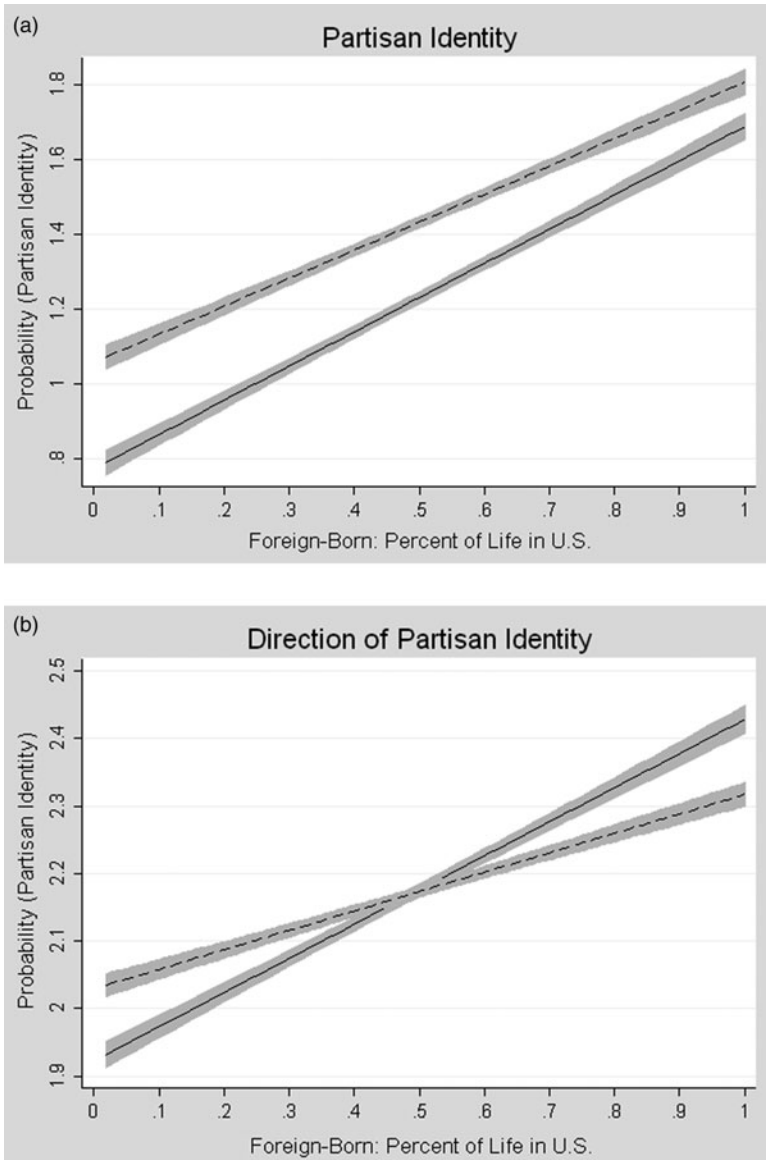 (a)
Partisan Identity
Probability (Partisan Identity)
1.8
1.6
1.4
1.2
1
.8
0 .1 .2 .3 .4 .5 .6 .7 .8 .9 1
Foreign-Born: Percent of Life in U.S.
(b)
Direction of Partisan Identity
Probability (Partisan Identity)
2.5
2.4
2.3
2.2
2.1
2
1.9
0 .1 .2 .3 .4 .5 .6 .7 .8 .9 1
Foreign-Born: Percent of Life in U.S.